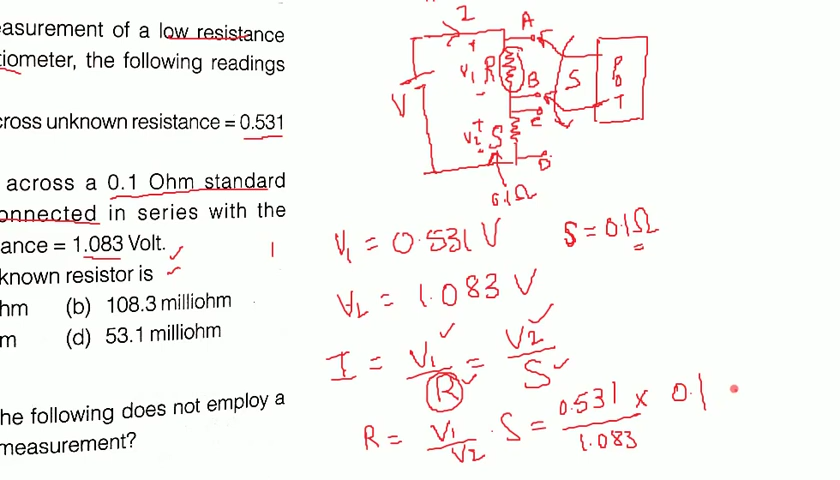 easurement of a low resistance
tiometer, the following readings
cross unknown resistance = 0.531
across a 0.1 Ohm standard
onnected in series with the
ance = 1.083 Volt.
known resistor is
hm (b) 108.3 milliohm
m (d) 53.1 milliohm
he following does not employ a
measurement?
I
A
+
V1 R
-
B
S
POT
V
C
+
V2 S
-
D
0.1Ω
V1 = 0.531 V S = 0.1Ω
V2 = 1.083 V
I = V1/R = V2/S
R = V1/V2 . S = 0.531/1.083 × 0.1